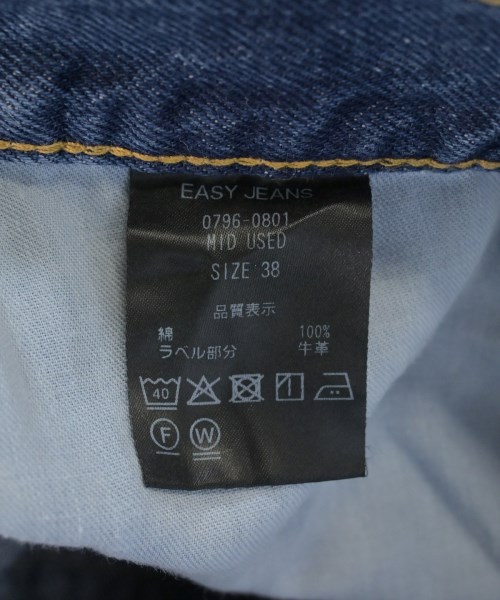 EASY JEANS
0796-0801
MID USED
SIZE 38
品質表示
綿 100%
ラベル部分 牛革
40
F W